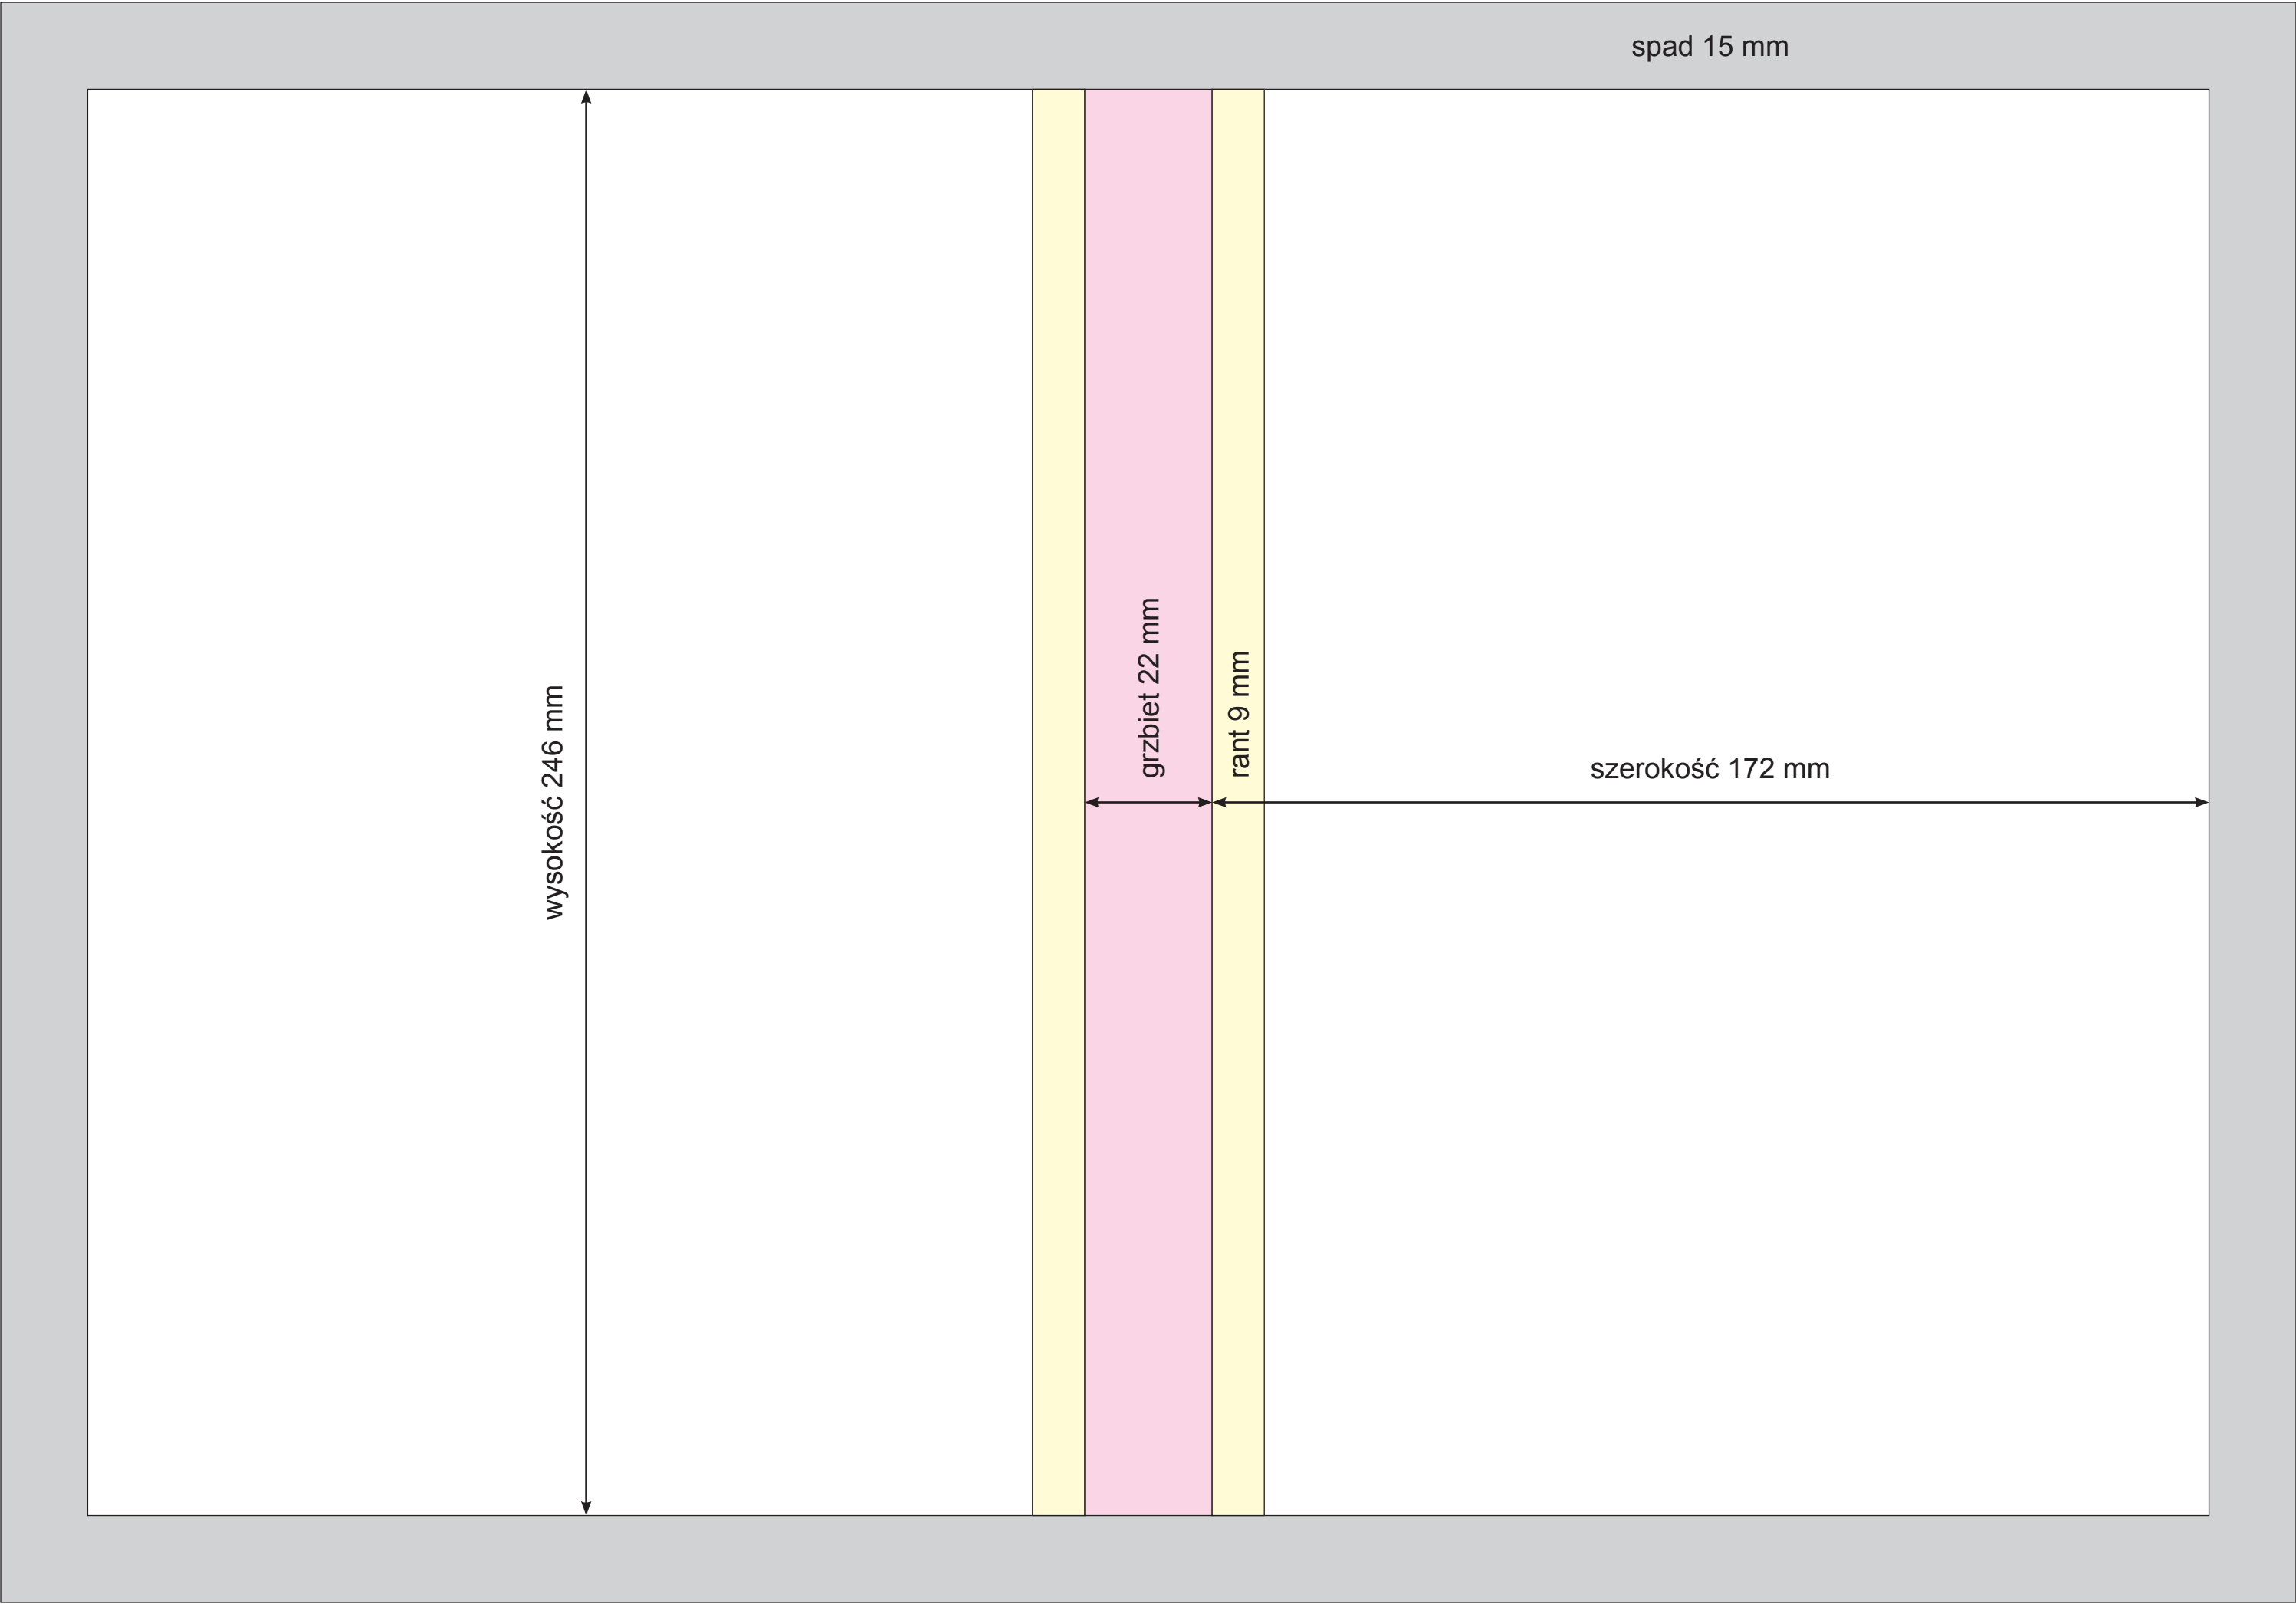 spad 15 mm
wysokość 246 mm
grzbiet 22 mm
rant 9 mm
szerokość 172 mm